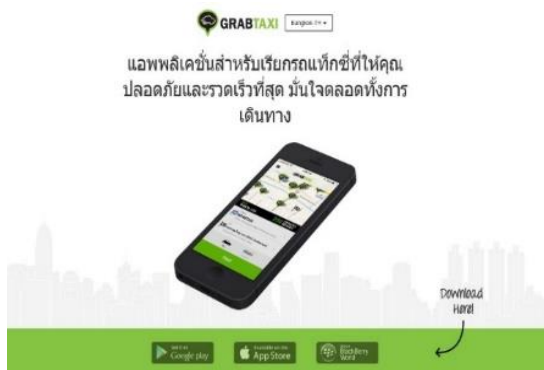 GRABTAXI
แอพพลิเคชั่นสำหรับเรียกรถแท็กซี่ที่ให้คุณ
ปลอดภัยและรวดเร็วที่สุด มั่นใจตลอดทั้งการ
เดินทาง
Download
Here!
Google play
App Store
BlackBerry
World